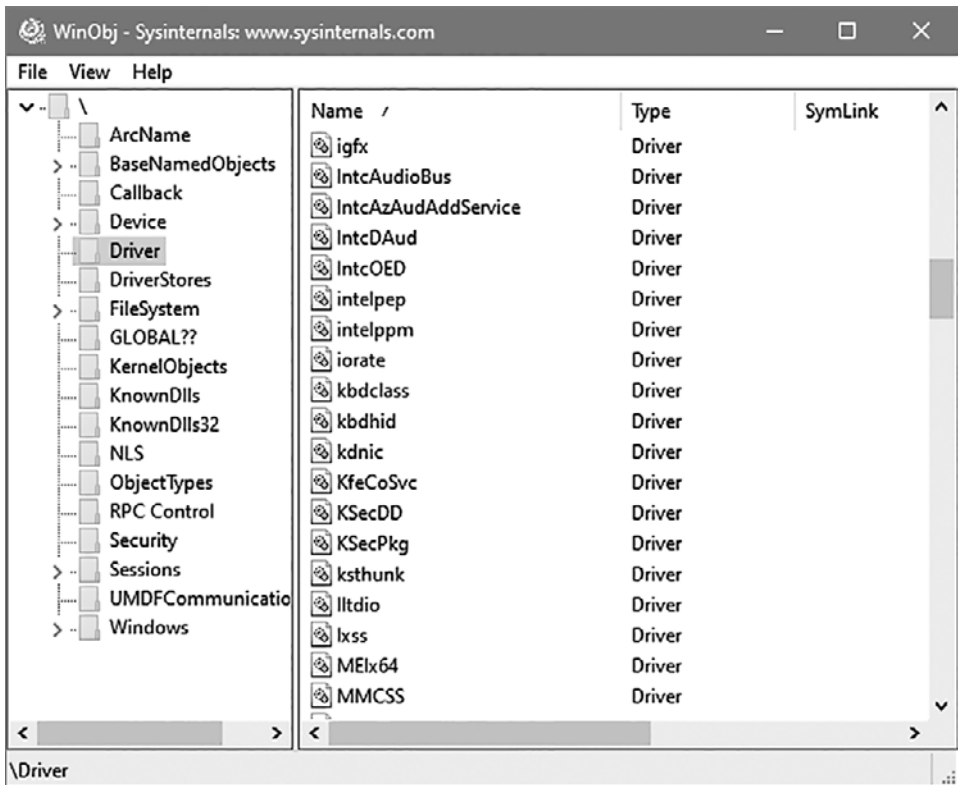 WinObj - Sysinternals: www.sysinternals.com
File View Help
\
ArcName
BaseNamedObjects
Callback
Device
Driver
DriverStores
FileSystem
GLOBAL??
KernelObjects
KnownDlls
KnownDlls32
NLS
ObjectTypes
RPC Control
Security
Sessions
UMDFCommunicatio
Windows
Name Type SymLink
igfx Driver
IntcAudioBus Driver
IntcAzAudAddService Driver
IntcDAud Driver
IntcOED Driver
intelpep Driver
intelppm Driver
iorate Driver
kbdclass Driver
kbdhid Driver
kdnic Driver
KfeCoSvc Driver
KSecDD Driver
KSecPkg Driver
ksthunk Driver
lltdio Driver
lxss Driver
MEIx64 Driver
MMCSS Driver
\Driver